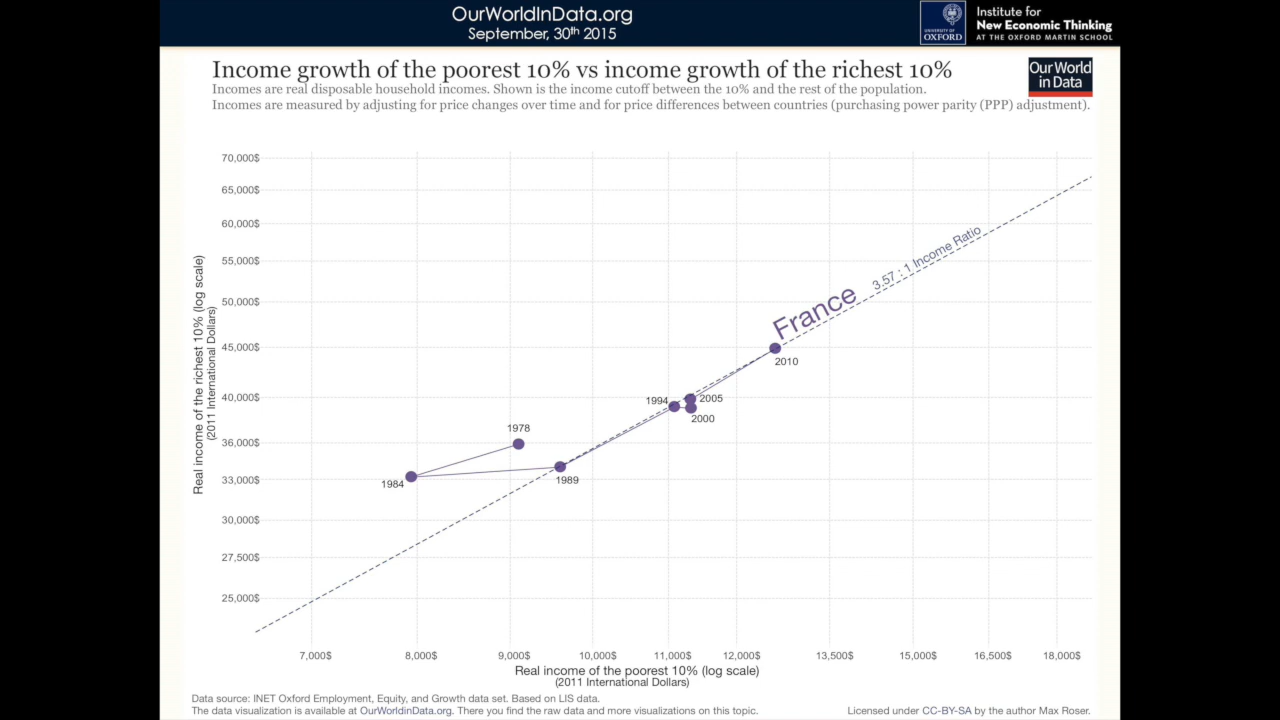 OurWorldInData.org
September, 30th 2015
UNIVERSITY OF
OXFORD
Institute for
New Economic Thinking
AT THE OXFORD MARTIN SCHOOL
Income growth of the poorest 10% vs income growth of the richest 10%
Incomes are real disposable household incomes. Shown is the income cutoff between the 10% and the rest of the population.
Incomes are measured by adjusting for price changes over time and for price differences between countries (purchasing power parity (PPP) adjustment).
Our World
in Data
70,000$
65,000$
60,000$
55,000$
50,000$
45,000$
40,000$
36,000$
33,000$
30,000$
27,500$
25,000$
Real income of the richest 10% (log scale)
(2011 International Dollars)
3.57 : 1 Income Ratio
France
2010
1994
2005
2000
1978
1989
1984
7,000$ 8,000$ 9,000$ 10,000$ 11,000$ 12,000$ 13,500$ 15,000$ 16,500$ 18,000$
Real income of the poorest 10% (log scale)
(2011 International Dollars)
Data source: INET Oxford Employment, Equity, and Growth data set. Based on LIS data.
The data visualization is available at OurWorldinData.org. There you find the raw data and more visualizations on this topic.
Licensed under CC-BY-SA by the author Max Roser.